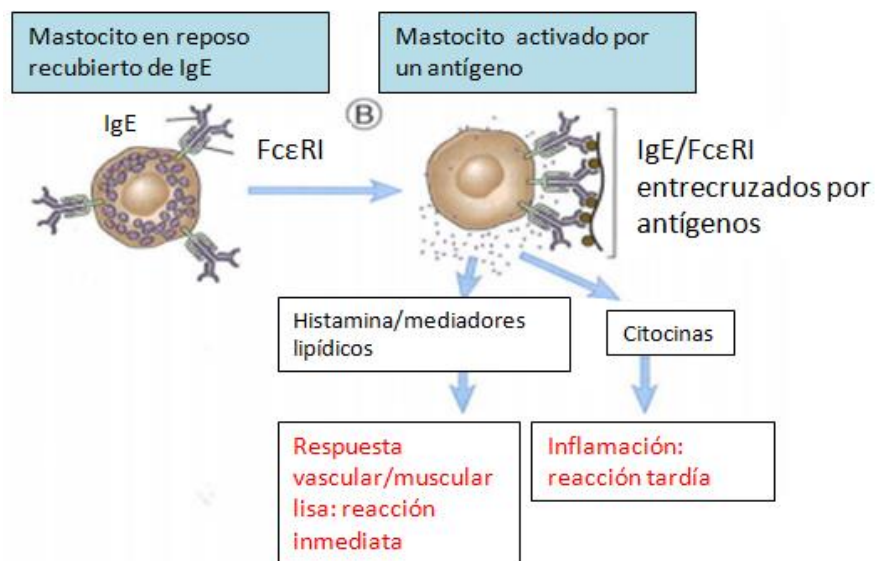 Mastocito en reposo
recubierto de IgE
Mastocito activado por
un antígeno
IgE
FcεRI
B
IgE/FcεRI
entrecruzados por
antígenos
Histamina/mediadores
lipídicos
Citocinas
Respuesta
vascular/muscular
lisa: reacción
inmediata
Inflamación:
reacción tardía